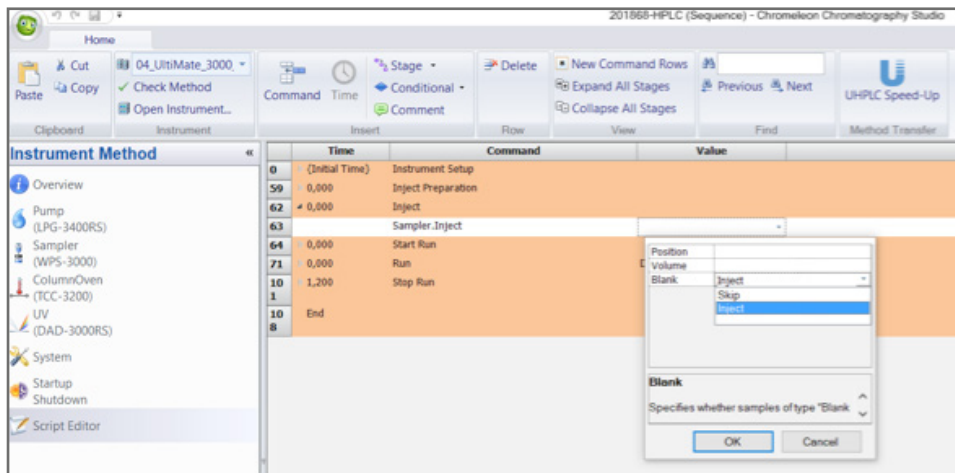 201868-HPLC (Sequence) - Chromeleon Chromatography Studio
Home
Paste
Cut
Copy
Clipboard
04_UltiMate_3000_
Check Method
Open Instrument...
Instrument
Command
Time
Stage
Conditional
Comment
Insert
Delete
Row
New Command Rows
Expand All Stages
Collapse All Stages
View
Previous Next
Find
UHPLC Speed-Up
Method Transfer
Instrument Method «
Overview
Pump
(LPG-3400RS)
Sampler
(WPS-3000)
ColumnOven
(TCC-3200)
UV
(DAD-3000RS)
System
Startup
Shutdown
Script Editor
Time Command Value
0 {Initial Time} Instrument Setup
59 0,000 Inject Preparation
62 0,000 Inject
63 Sampler.Inject
64 0,000 Start Run
71 0,000 Run D
101 1,200 Stop Run
108 End
Position
Volume
Blank Inject
Skip
Inject
Blank
Specifies whether samples of type "Blank
OK Cancel